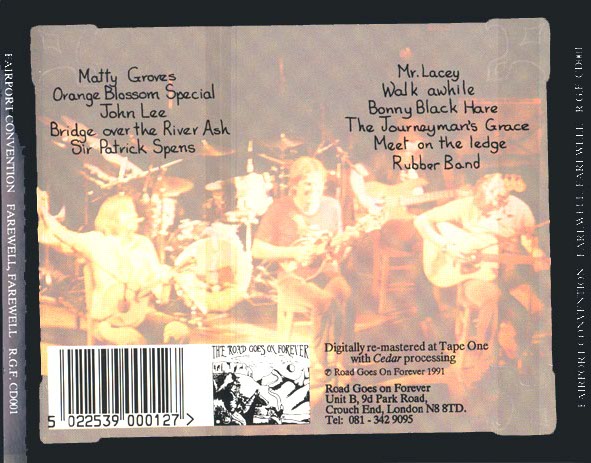 FAIRPORT CONVENTION FAREWELL, FAREWELL R.G.F. CD001
Matty Groves
Orange Blossom Special
John Lee
Bridge over the River Ash
Sir Patrick Spens
Mr. Lacey
Walk awhile
Bonny Black Hare
The Journeyman's Grace
Meet on the ledge
Rubber Band
5 022539 000127 >
THE ROAD GOES ON FOREVER
Digitally re-mastered at Tape One
with Cedar processing
℗ Road Goes On Forever 1991
Road Goes on Forever
Unit B, 9d Park Road,
Crouch End, London N8 8TD.
Tel: 081 - 342 9095
FAIRPORT CONVENTION FAREWELL, FAREWELL R.G.F. CD001